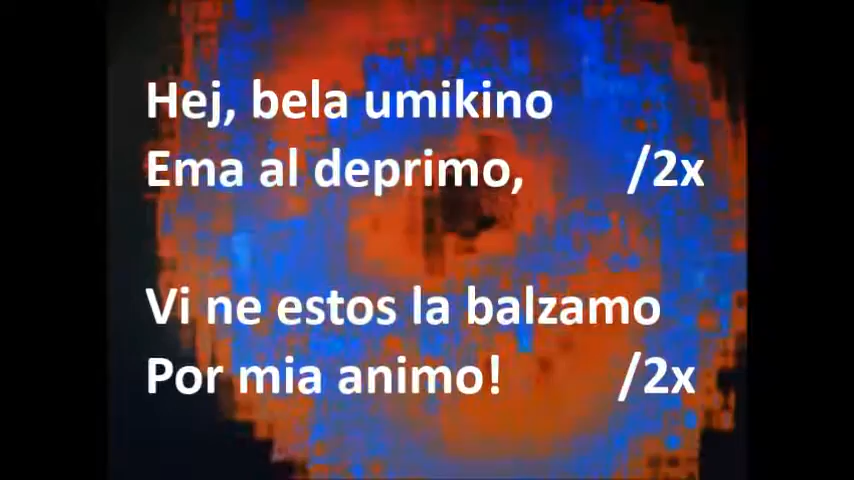 Hej, bela umikino
Ema al deprimo, /2x
Vi ne estos la balzamo
Por mia animo! /2x